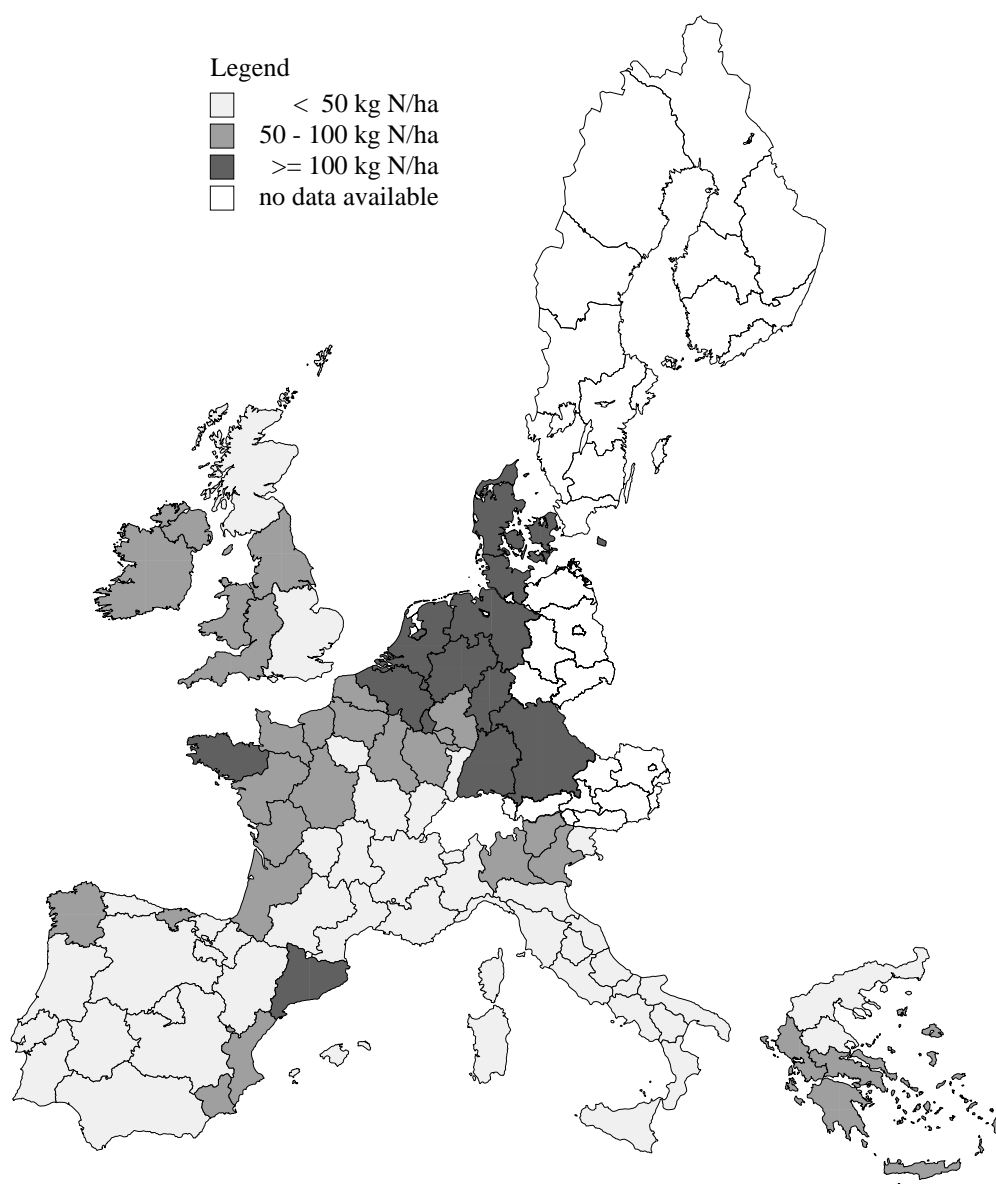 Legend
< 50 kg N/ha
50 - 100 kg N/ha
>= 100 kg N/ha
no data available